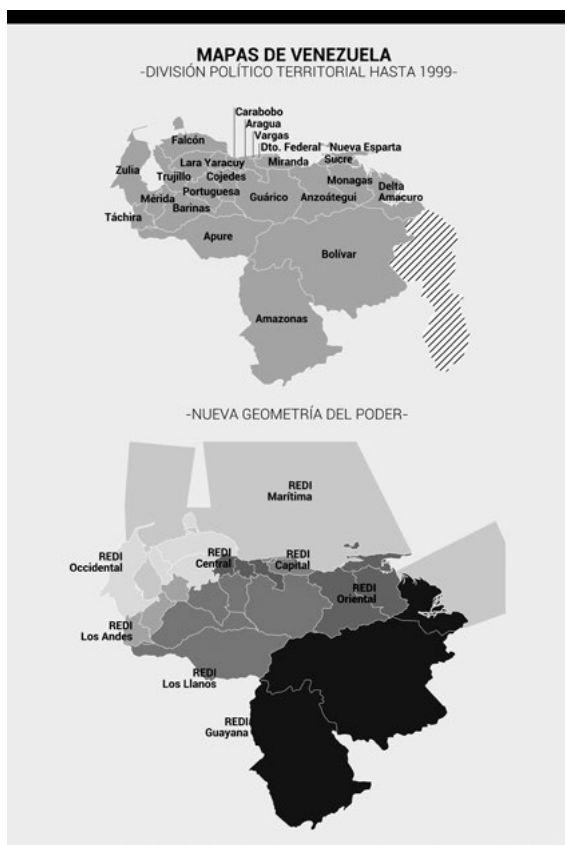 MAPAS DE VENEZUELA
-DIVISIÓN POLÍTICO TERRITORIAL HASTA 1999-
Carabobo
Aragua
Vargas
Dto. Federal
Nueva Esparta
Falcón
Lara Yaracuy
Miranda
Sucre
Zulia
Trujillo
Cojedes
Monagas
Delta
Amacuro
Mérida
Portuguesa
Guárico
Anzoátegui
Barinas
Táchira
Apure
Bolívar
Amazonas
-NUEVA GEOMETRÍA DEL PODER-
REDI
Marítima
REDI
Occidental
REDI
Central
REDI
Capital
REDI
Oriental
REDI
Los Andes
REDI
Los Llanos
REDI
Guayana